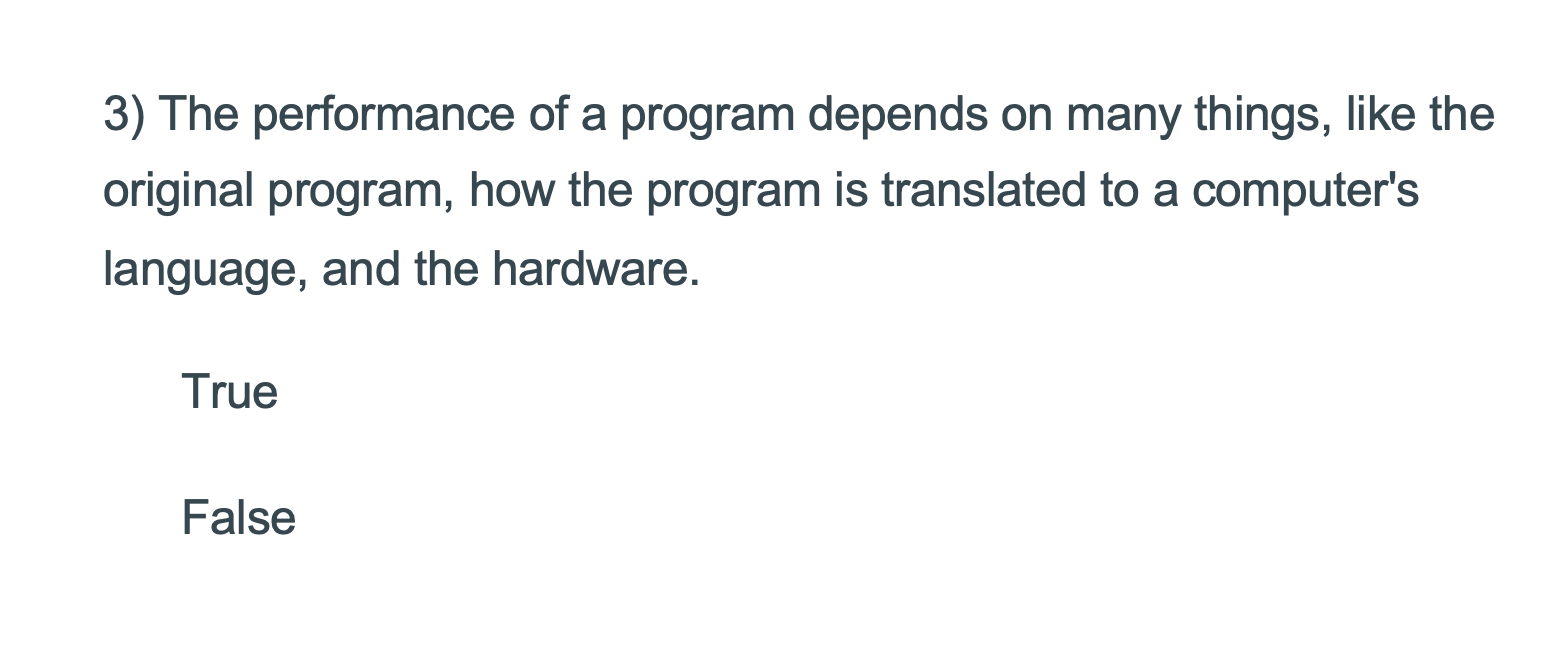 3) The performance of a program depends on many things, like the
original program, how the program is translated to a computer's
language, and the hardware.
True
False